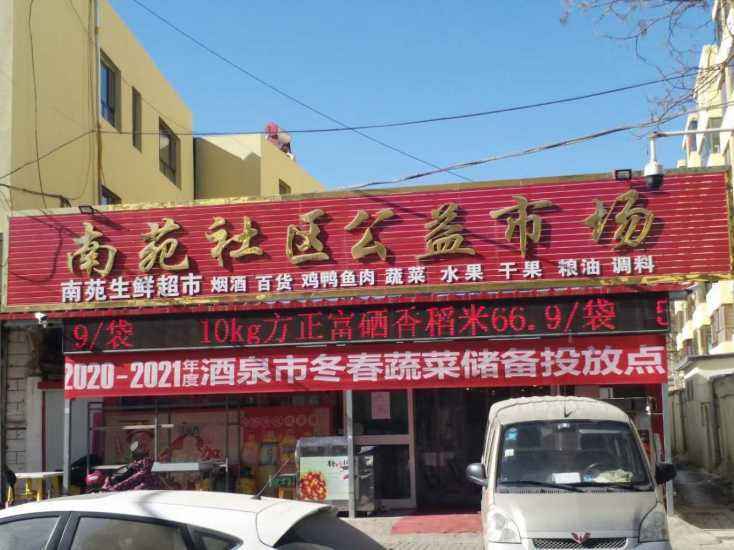 南苑社区公益市场
南苑生鲜超市 烟酒 百货 鸡鸭鱼肉 蔬菜 水果 干果 粮油 调料
9/袋 10kg方正富硒香稻米66.9/袋 5
2020-2021年度酒泉市冬春蔬菜储备投放点